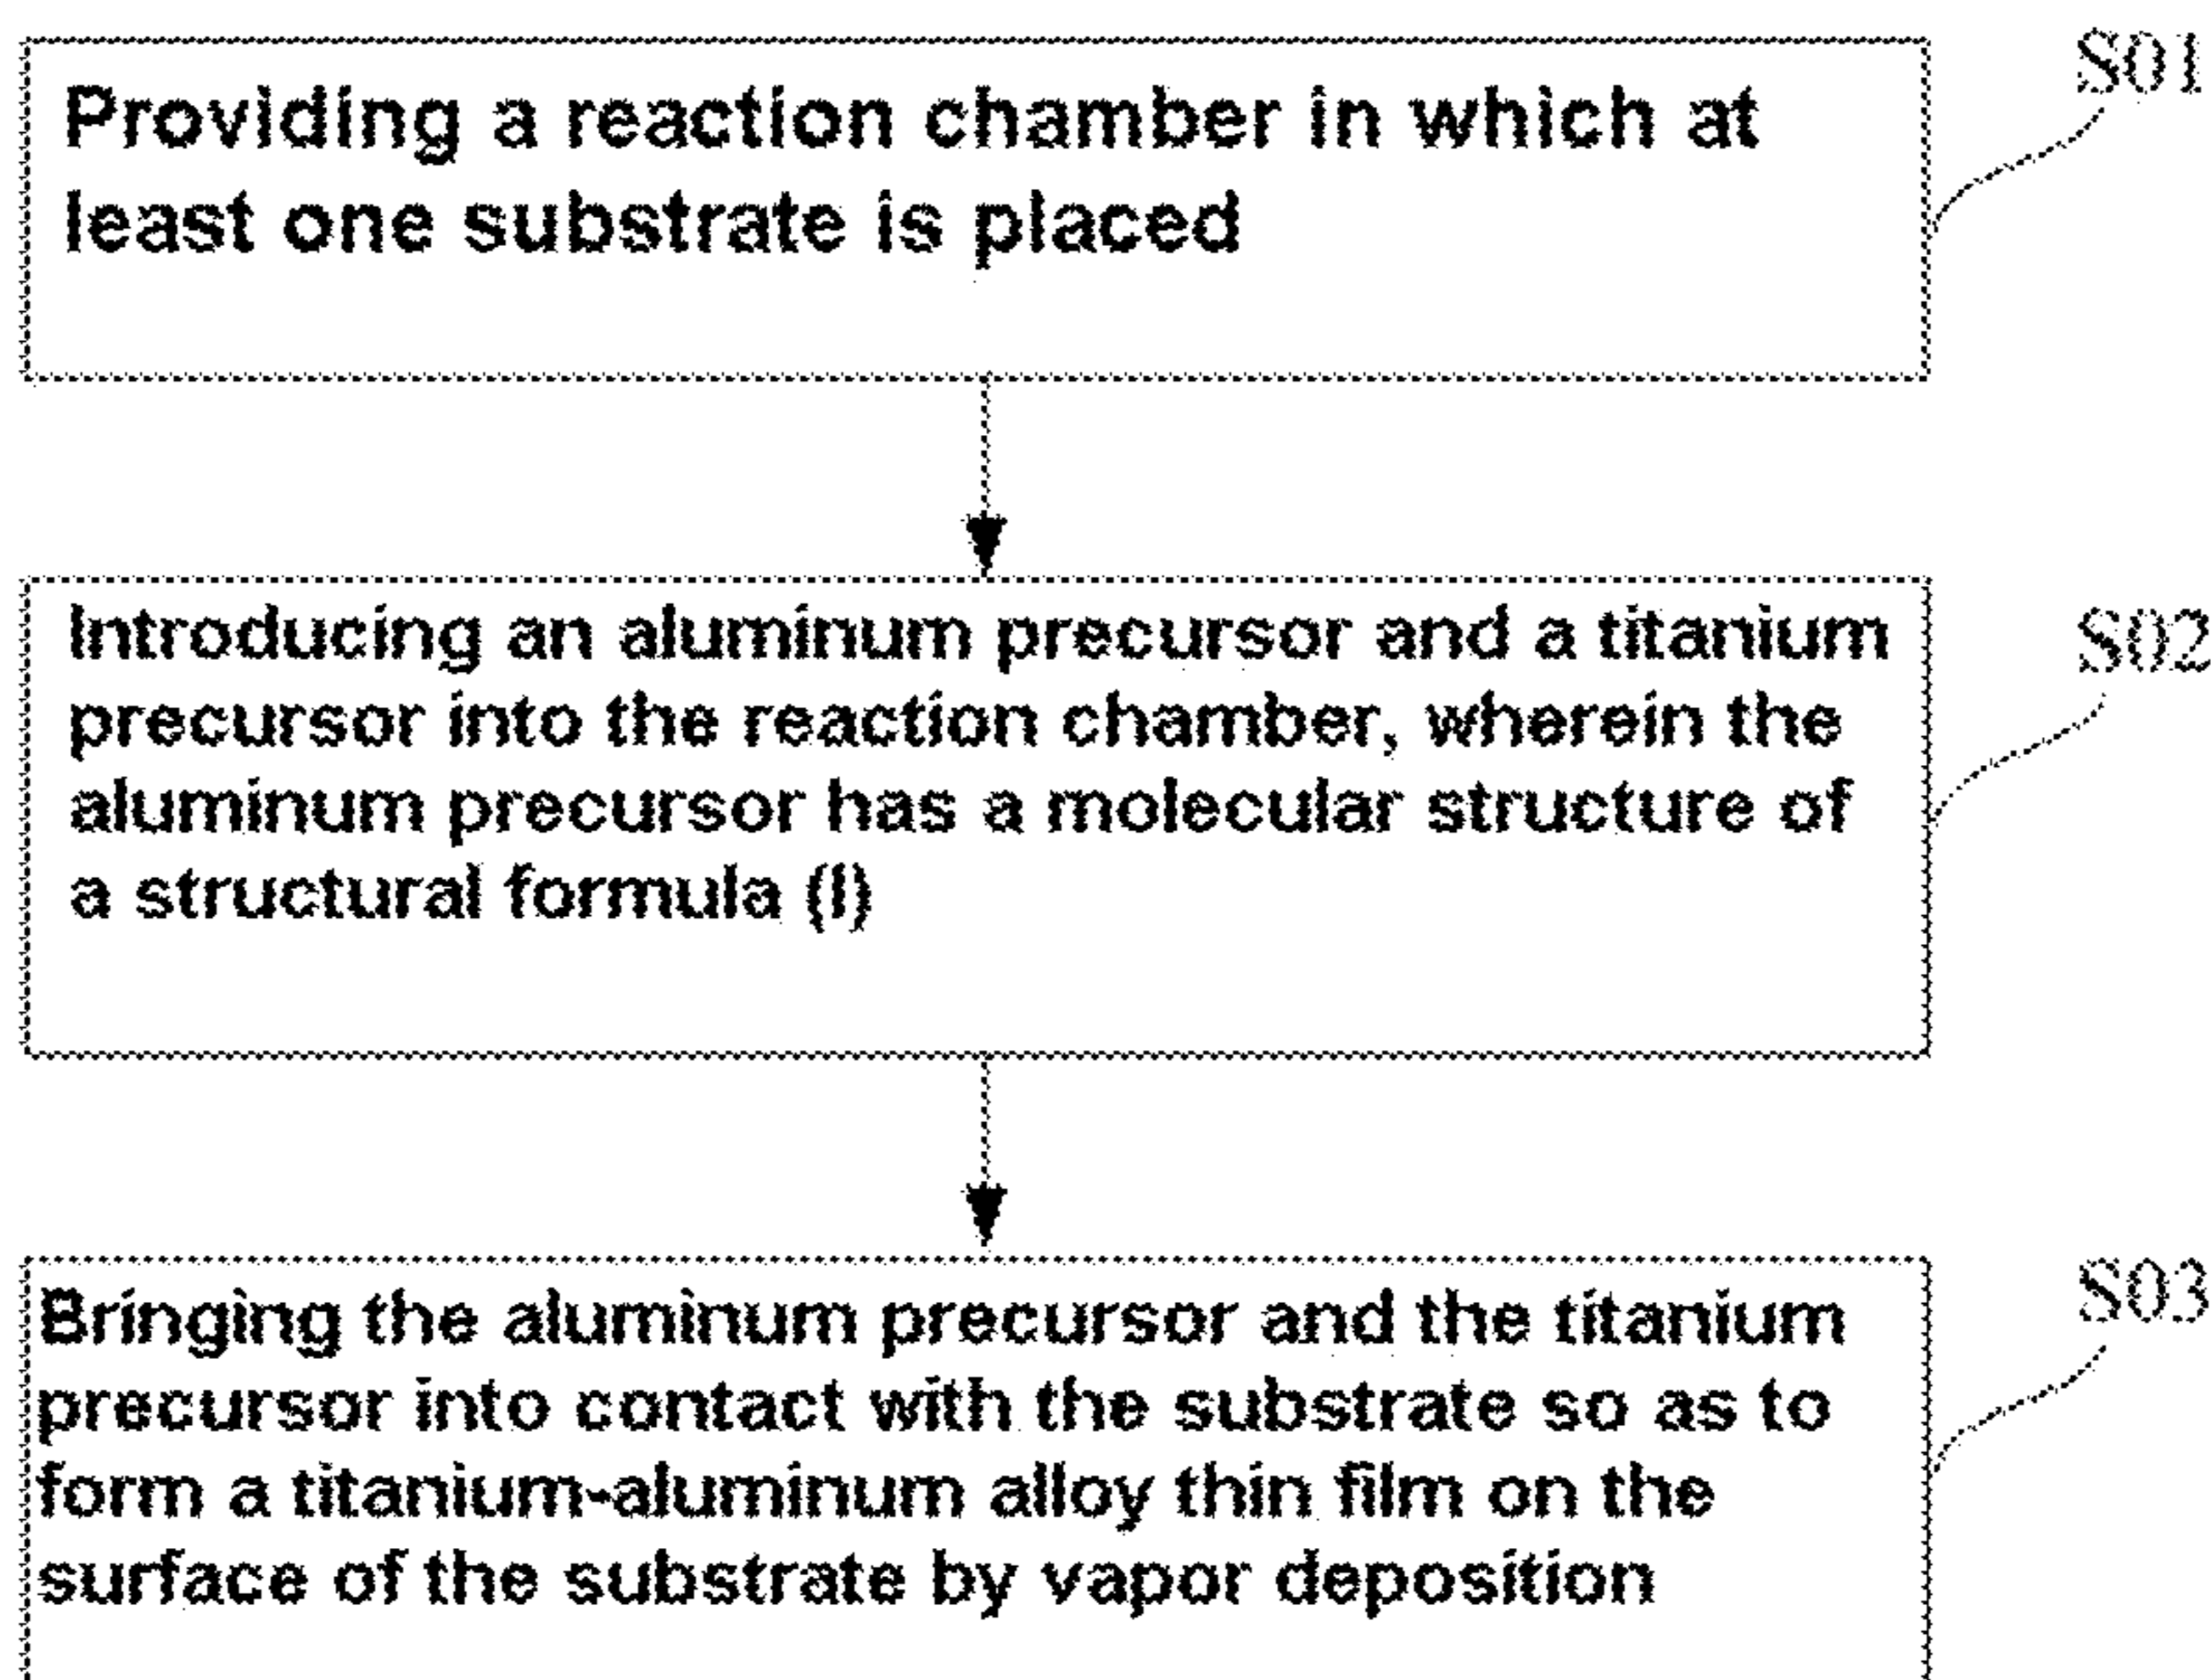 Providing a reaction chamber in which at
least one substrate is placed
S01
Introducing an aluminum precursor and a titanium
precursor into the reaction chamber, wherein the
aluminum precursor has a molecular structure of
a structural formula (I)
S02
Bringing the aluminum precursor and the titanium
precursor into contact with the substrate so as to
form a titanium-aluminum alloy thin film on the
surface of the substrate by vapor deposition
S03